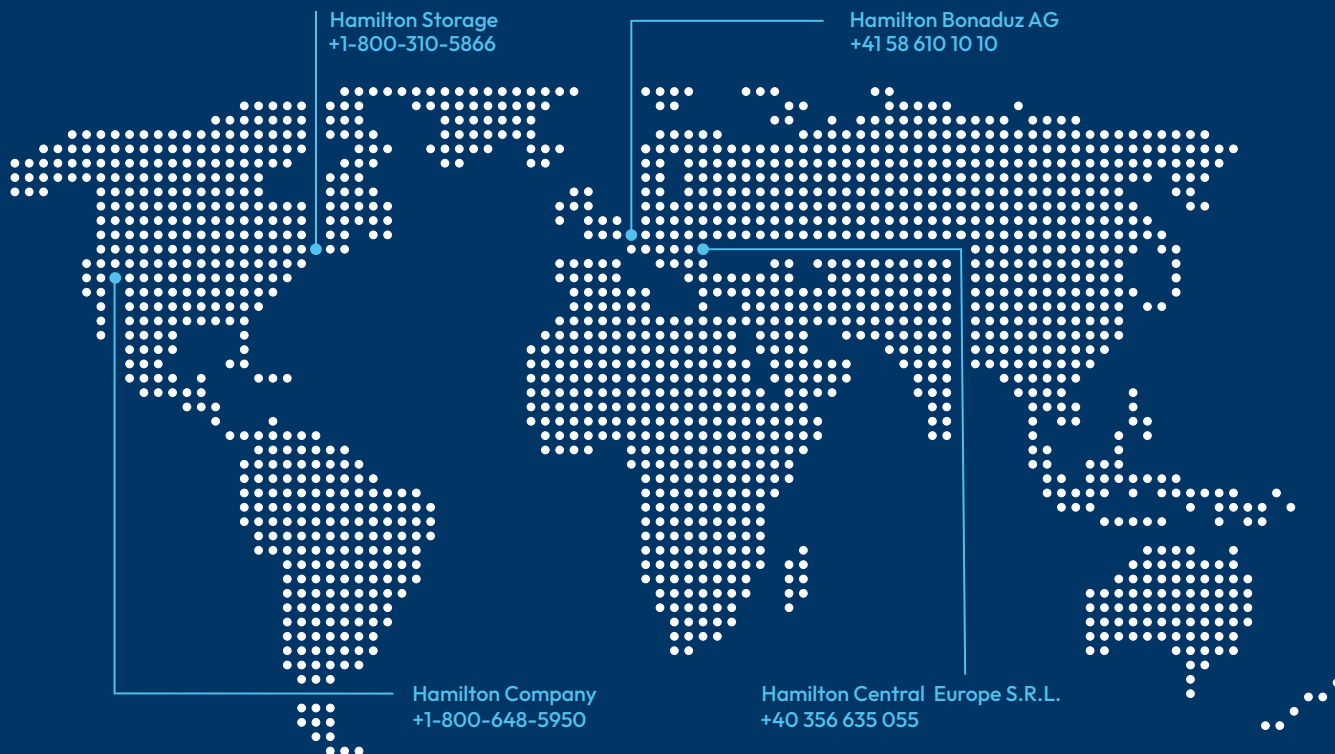 Hamilton Storage
+1-800-310-5866
Hamilton Bonaduz AG
+41 58 610 10 10
Hamilton Company
+1-800-648-5950
Hamilton Central Europe S.R.L.
+40 356 635 055